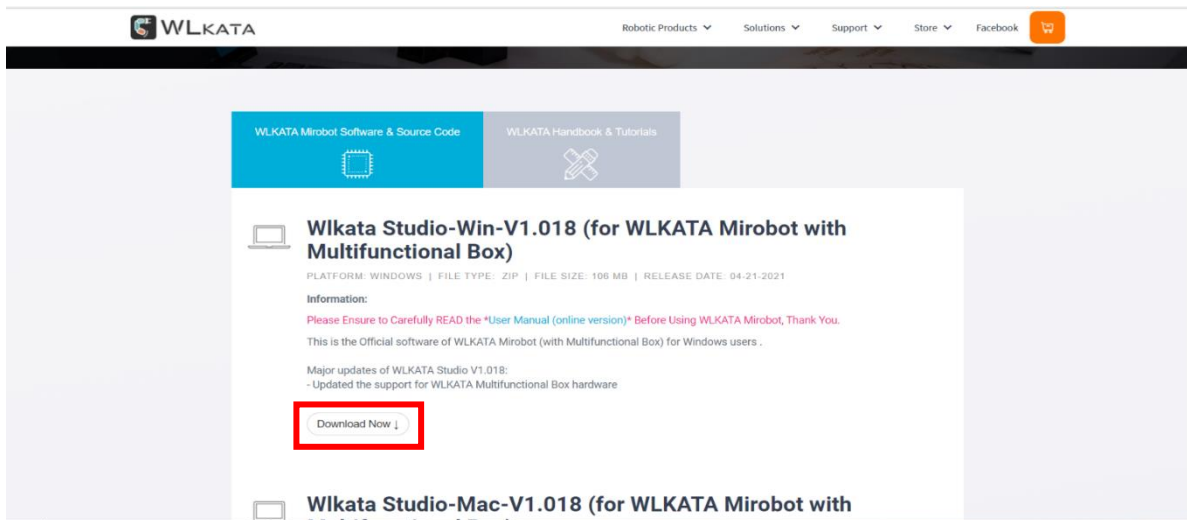 WLKATA
Robotic Products Solutions Support Store Facebook
WLKATA Mirobot Software & Source Code
WLKATA Handbook & Tutorials
Wlkata Studio-Win-V1.018 (for WLKATA Mirobot with
Multifunctional Box)
PLATFORM: WINDOWS | FILE TYPE: ZIP | FILE SIZE: 106 MB | RELEASE DATE: 04-21-2021
Information:
Please Ensure to Carefully READ the *User Manual (online version)* Before Using WLKATA Mirobot, Thank You.
This is the Official software of WLKATA Mirobot (with Multifunctional Box) for Windows users .
Major updates of WLKATA Studio V1.018:
- Updated the support for WLKATA Multifunctional Box hardware
Download Now ↓
Wlkata Studio-Mac-V1.018 (for WLKATA Mirobot with